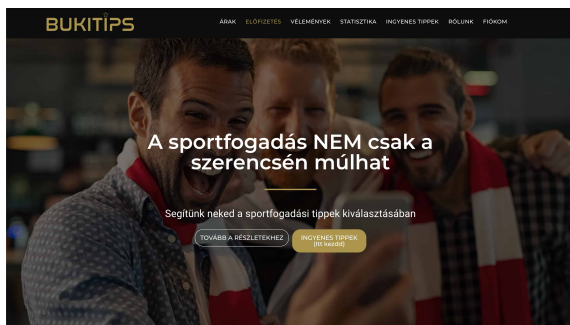 BUKITIPS
ÁRAK ELŐFIZETÉS VÉLEMÉNYEK STATISZTIKA INGYENES TIPPEK RÓLUNK FIÓKOM
A sportfogadás NEM csak a
szerencsén múlhat
Segítünk neked a sportfogadási tippek kiválasztásában
TOVÁBB A RÉSZLETEKHEZ
INGYENES TIPPEK
(Itt kezdd)